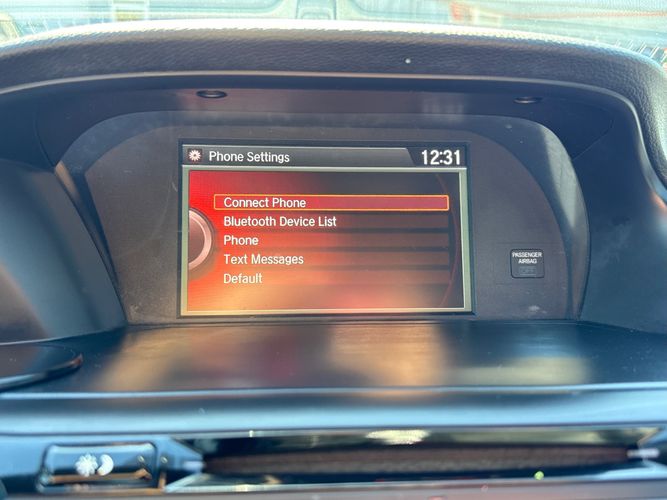 Phone Settings 12:31
Connect Phone
Bluetooth Device List
Phone
Text Messages
Default
PASSENGER
AIRBAG